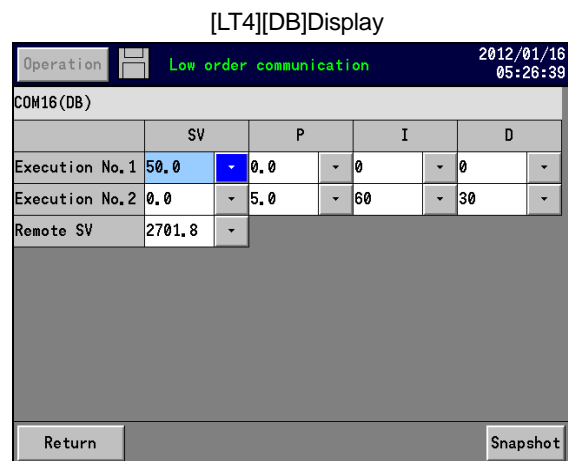 [LT4][DB]Display
Operation Low order communication 2012/01/16
05:26:39
COM16(DB)
SV P I D
Execution No.1 50.0 0.0 0 0
Execution No.2 0.0 5.0 60 30
Remote SV 2701.8
Return Snapshot